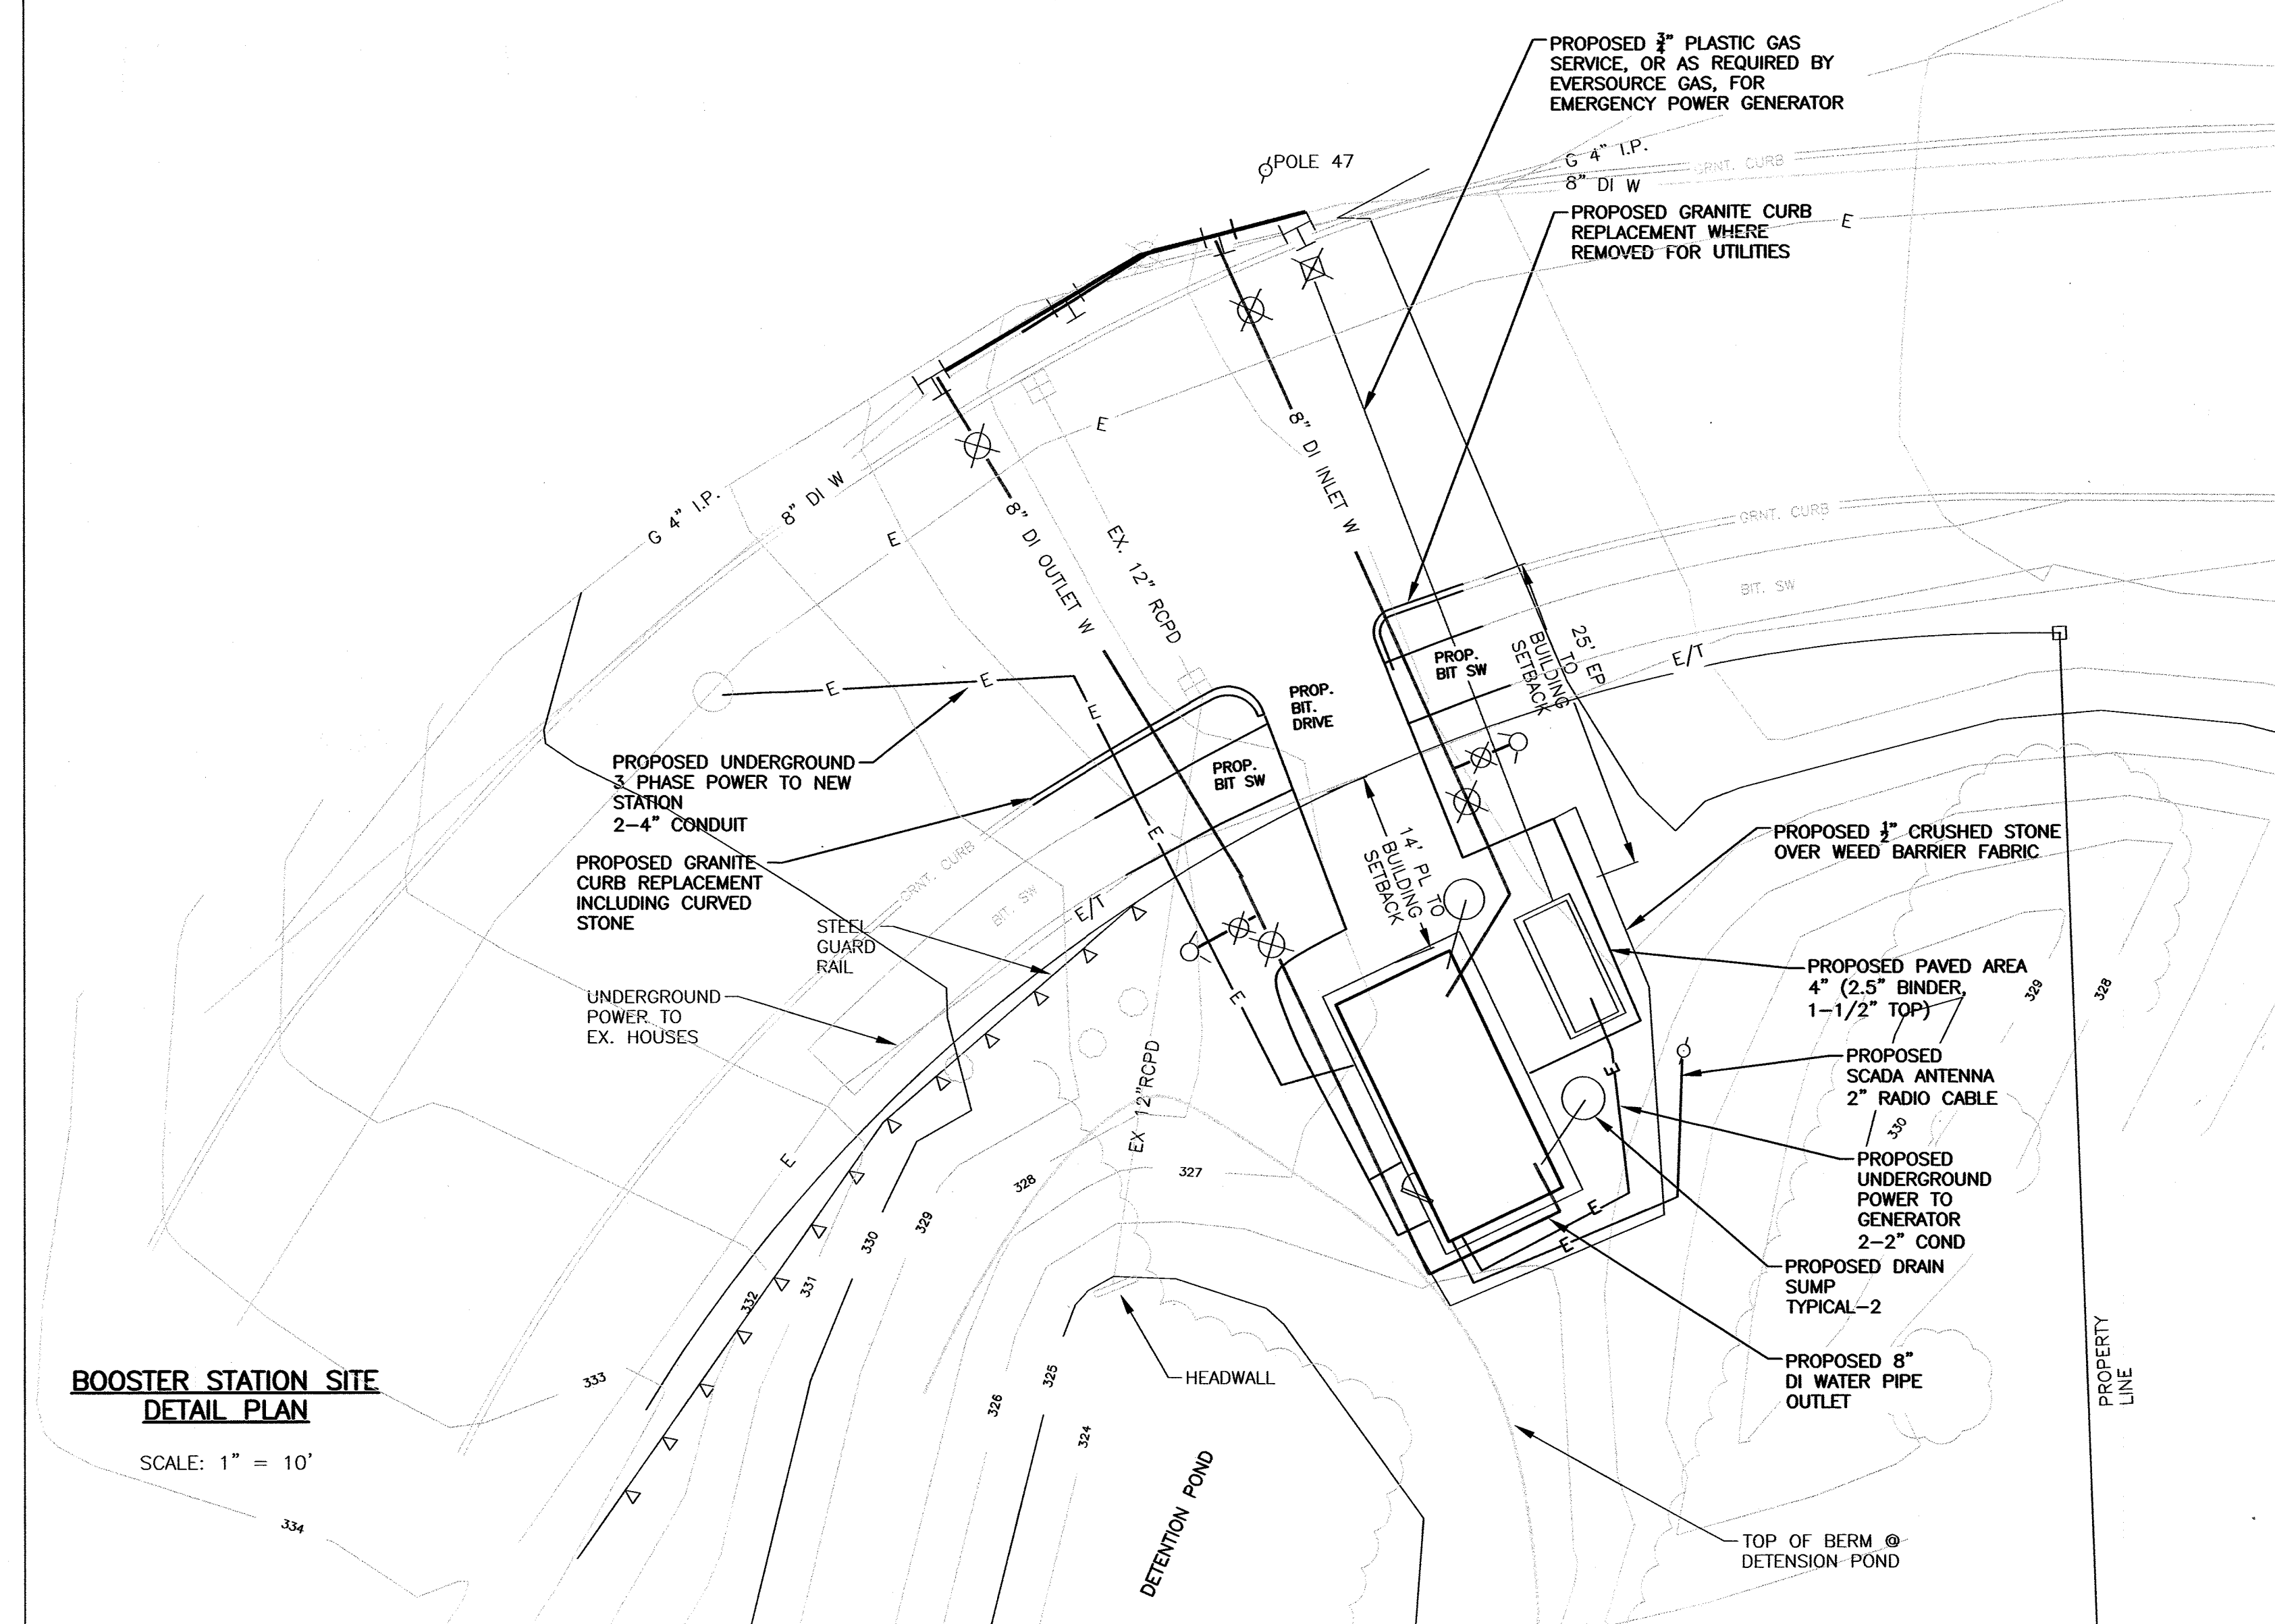 PROPOSED 3/4" PLASTIC GAS
SERVICE, OR AS REQUIRED BY
EVERSOURCE GAS, FOR
EMERGENCY POWER GENERATOR
POLE 47
G 4" I.P.
GRNT. CURB
8" DI W
PROPOSED GRANITE CURB
REPLACEMENT WHERE
REMOVED FOR UTILITIES
E
E
8" DI INLET W
G 4" I.P.
8" DI W
E
8" DI OUTLET W
EX. 12" RCPD
GRNT. CURB
BIT. SW
25' EP
TO
BUILDING
SETBACK
E/T
PROP.
BIT SW
PROP.
BIT.
DRIVE
E
E
E
PROP.
BIT SW
PROPOSED UNDERGROUND
3 PHASE POWER TO NEW
STATION
2-4" CONDUIT
E
PROPOSED GRANITE
CURB REPLACEMENT
INCLUDING CURVED
STONE
GRNT. CURB
BIT. SW
E/T
14' PL TO
BUILDING
SETBACK
PROPOSED 1/2" CRUSHED STONE
OVER WEED BARRIER FABRIC
STEEL
GUARD
RAIL
UNDERGROUND
POWER TO
EX. HOUSES
E
PROPOSED PAVED AREA
4" (2.5" BINDER,
1-1/2" TOP)
329
328
PROPOSED
SCADA ANTENNA
2" RADIO CABLE
330
E
EX 12"RCPD
E
327
328
329
330
331
332
333
334
E
E
PROPOSED
UNDERGROUND
POWER TO
GENERATOR
2-2" COND
PROPOSED DRAIN
SUMP
TYPICAL-2
PROPOSED 8"
DI WATER PIPE
OUTLET
PROPERTY
LINE
HEADWALL
325
326
324
DETENTION POND
TOP OF BERM @
DETENSION POND
BOOSTER STATION SITE
DETAIL PLAN
SCALE: 1" = 10'